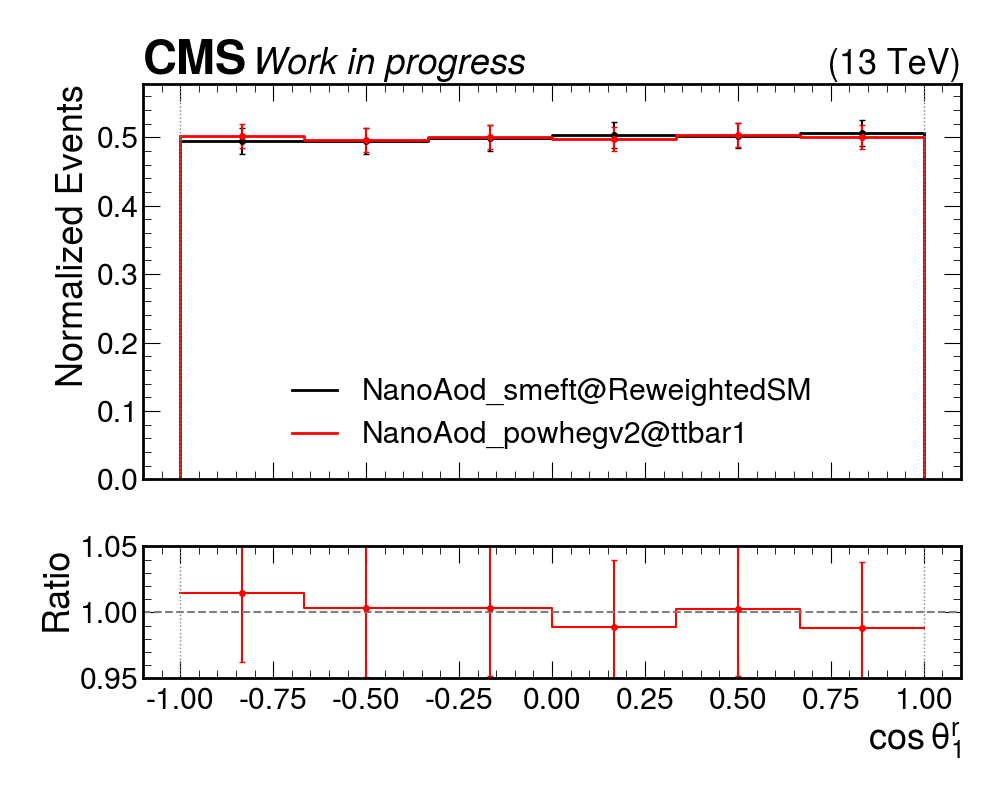 CMS Work in progress (13 TeV)
Normalized Events
0.5
0.4
0.3
0.2
0.1
0.0
NanoAod_smeft@ReweightedSM
NanoAod_powhegv2@ttbar1
Ratio
1.05
1.00
0.95
-1.00 -0.75 -0.50 -0.25 0.00 0.25 0.50 0.75 1.00
cos θ₁ʳ